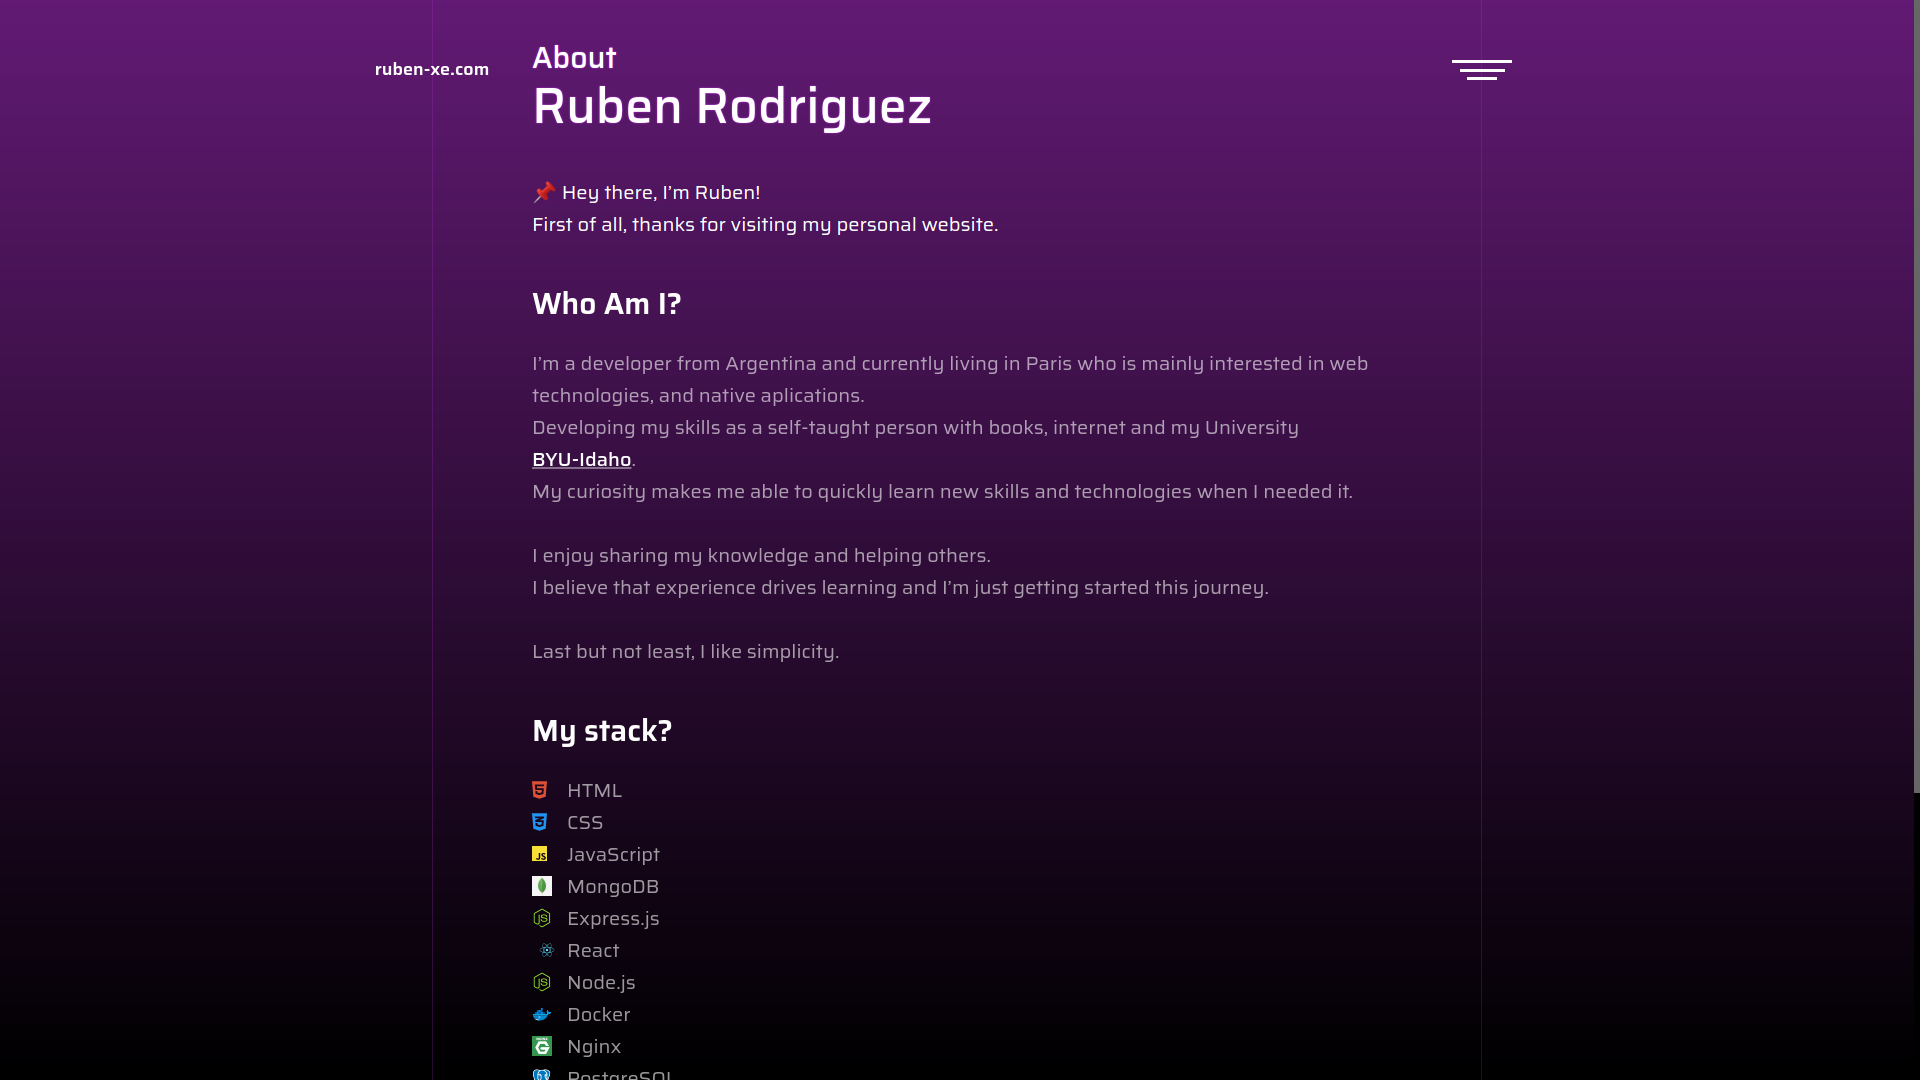 ruben-xe.com
About
Ruben Rodriguez
Hey there, I'm Ruben!
First of all, thanks for visiting my personal website.
Who Am I?
I'm a developer from Argentina and currently living in Paris who is mainly interested in web
technologies, and native aplications.
Developing my skills as a self-taught person with books, internet and my University
BYU-Idaho.
My curiosity makes me able to quickly learn new skills and technologies when I needed it.
I enjoy sharing my knowledge and helping others.
I believe that experience drives learning and I'm just getting started this journey.
Last but not least, I like simplicity.
My stack?
HTML
CSS
JavaScript
MongoDB
Express.js
React
Node.js
Docker
Nginx
PostgreSQL